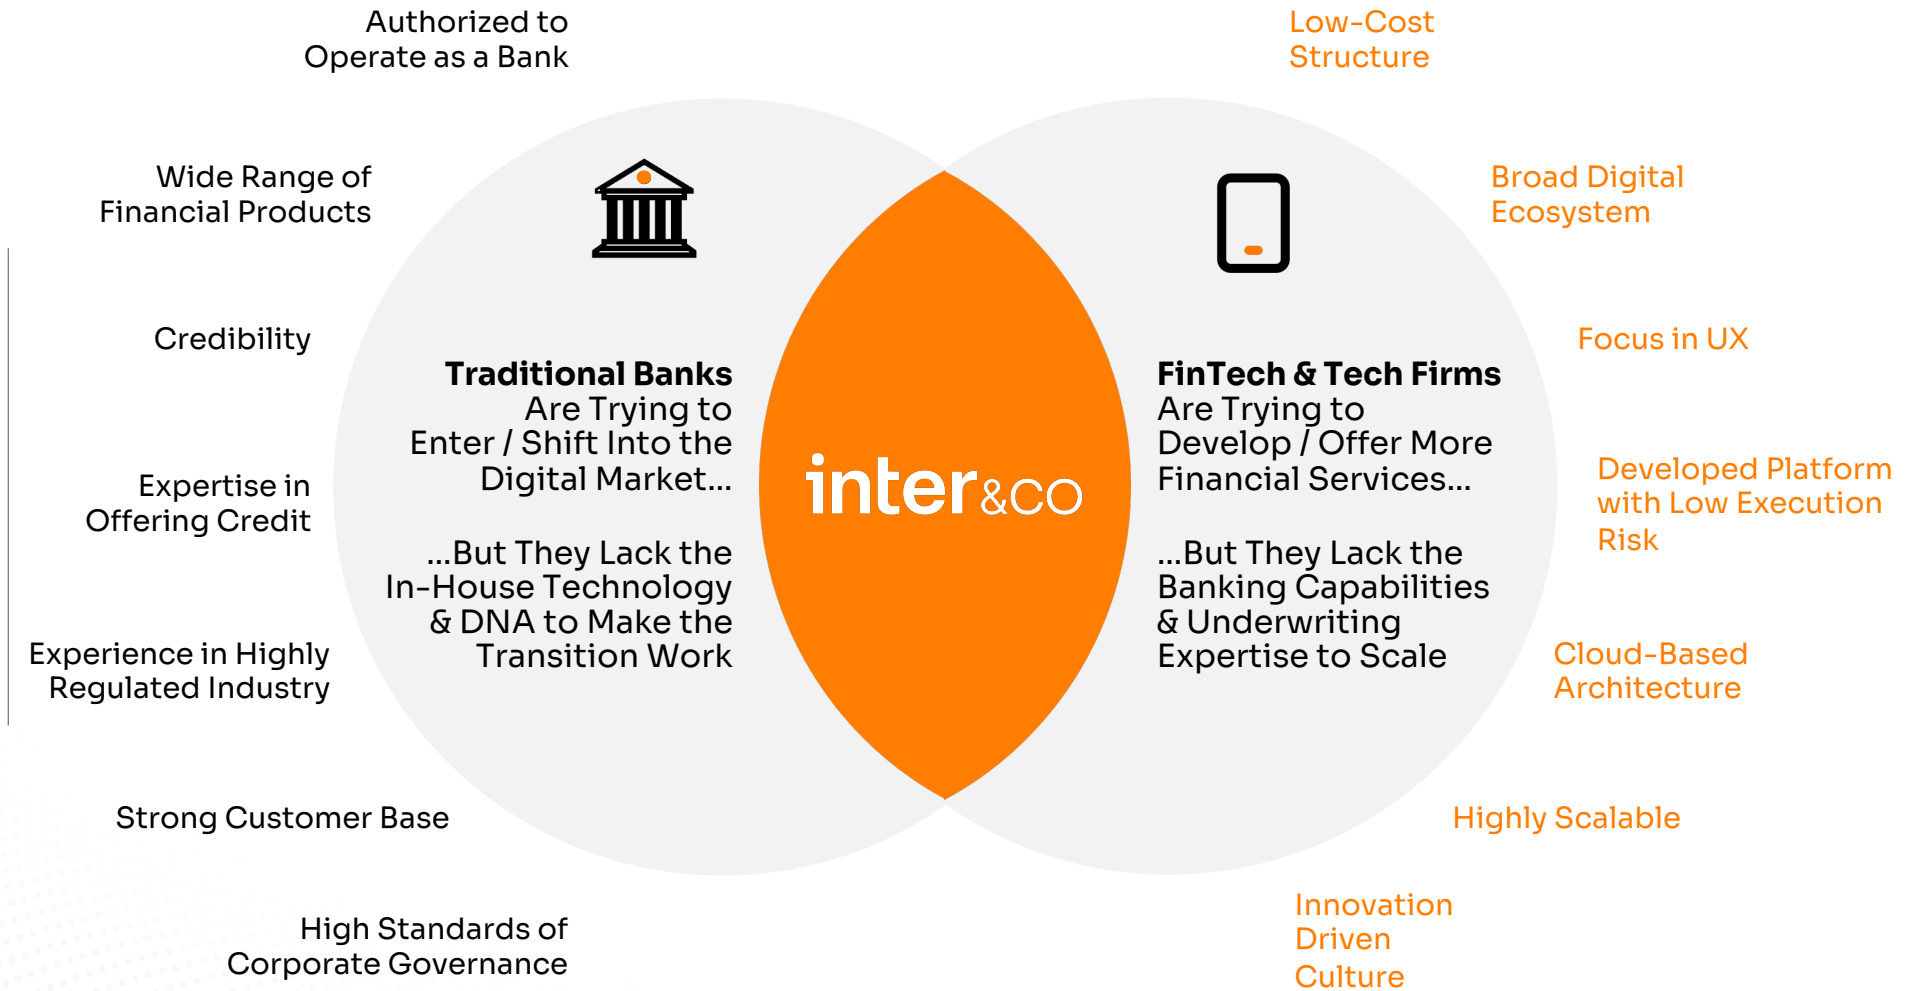 Authorized to
Operate as a Bank
Wide Range of
Financial Products
Credibility
Expertise in
Offering Credit
Experience in Highly
Regulated Industry
Strong Customer Base
High Standards of
Corporate Governance
Traditional Banks
Are Trying to
Enter / Shift Into the
Digital Market...
...But They Lack the
In-House Technology
& DNA to Make the
Transition Work
inter&co
FinTech & Tech Firms
Are Trying to
Develop / Offer More
Financial Services...
...But They Lack the
Banking Capabilities
& Underwriting
Expertise to Scale
Low-Cost
Structure
Broad Digital
Ecosystem
Focus in UX
Developed Platform
with Low Execution
Risk
Cloud-Based
Architecture
Highly Scalable
Innovation
Driven
Culture